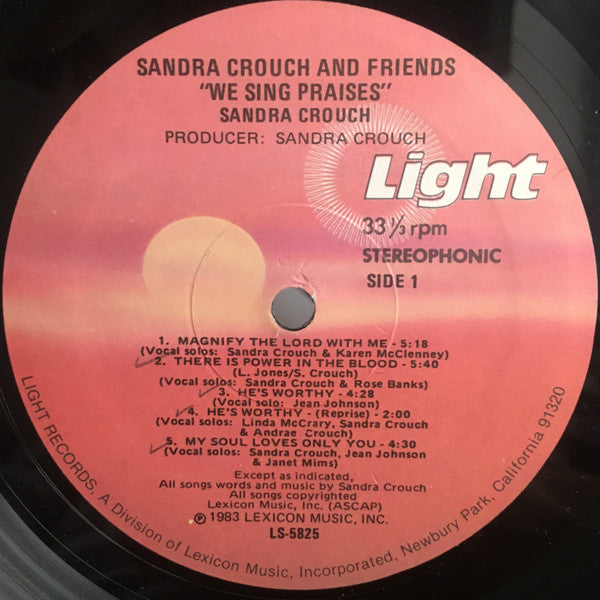 SANDRA CROUCH AND FRIENDS
"WE SING PRAISES"
SANDRA CROUCH
PRODUCER: SANDRA CROUCH
Light
33 ⅓ rpm
STEREOPHONIC
SIDE 1
1. MAGNIFY THE LORD WITH ME - 5:18
(Vocal solos: Sandra Crouch & Karen McClenney)
2. THERE IS POWER IN THE BLOOD - 5:40
(L. Jones/S. Crouch)
(Vocal solos: Sandra Crouch & Rose Banks)
3. HE'S WORTHY - 4:28
(Vocal solo: Jean Johnson)
4. HE'S WORTHY - (Reprise) - 2:00
(Vocal solos: Linda McCrary, Sandra Crouch
& Andrae Crouch)
5. MY SOUL LOVES ONLY YOU - 4:30
(Vocal solos: Sandra Crouch, Jean Johnson
& Janet Mims)
Except as indicated,
All songs words and music by Sandra Crouch
All songs copyrighted
Lexicon Music, Inc. (ASCAP)
℗ 1983 LEXICON MUSIC, INC.
LS-5825
LIGHT RECORDS, A Division of Lexicon Music, Incorporated, Newbury Park, California 91320